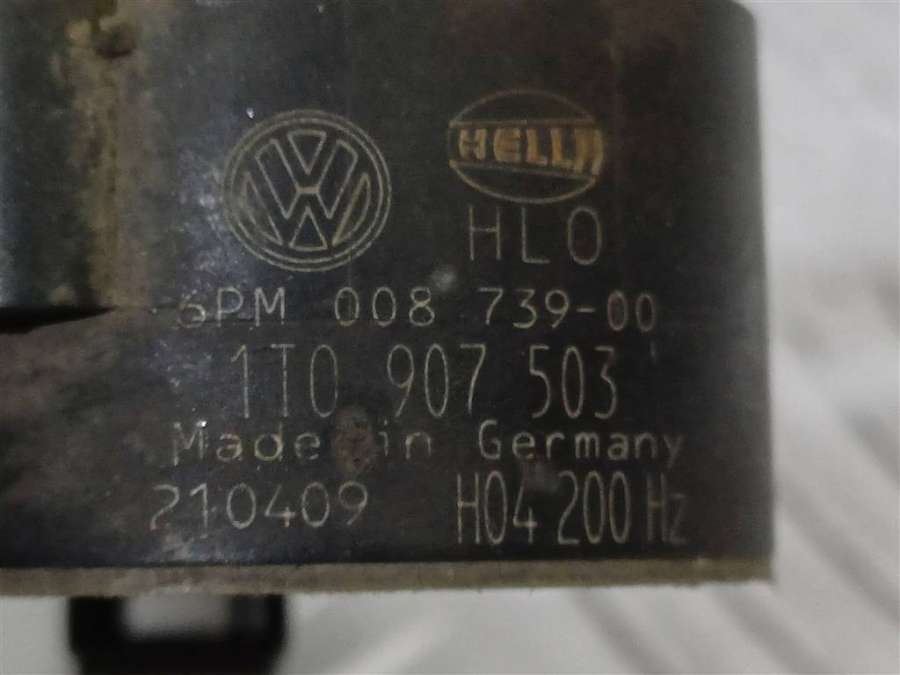 HELLA
HLO
6PM 008 739-00
1T0 907 503
Made in Germany
210409 H04 200 Hz